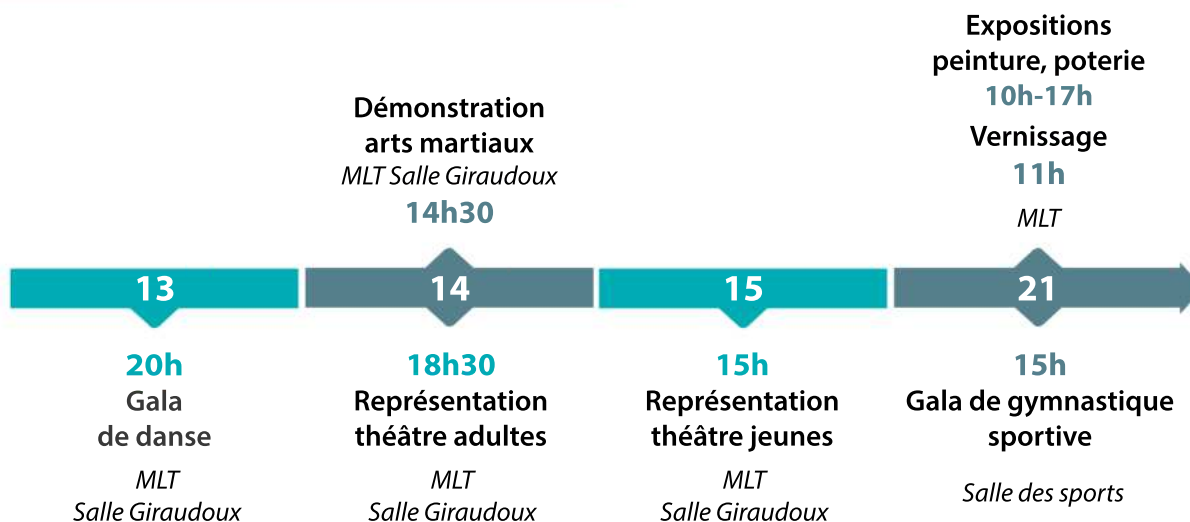 Expositions
peinture, poterie
10h-17h
Vernissage
11h
MLT
Démonstration
arts martiaux
MLT Salle Giraudoux
14h30
13
14
15
21
20h
Gala
de danse
MLT
Salle Giraudoux
18h30
Représentation
théâtre adultes
MLT
Salle Giraudoux
15h
Représentation
théâtre jeunes
MLT
Salle Giraudoux
15h
Gala de gymnastique
sportive
Salle des sports